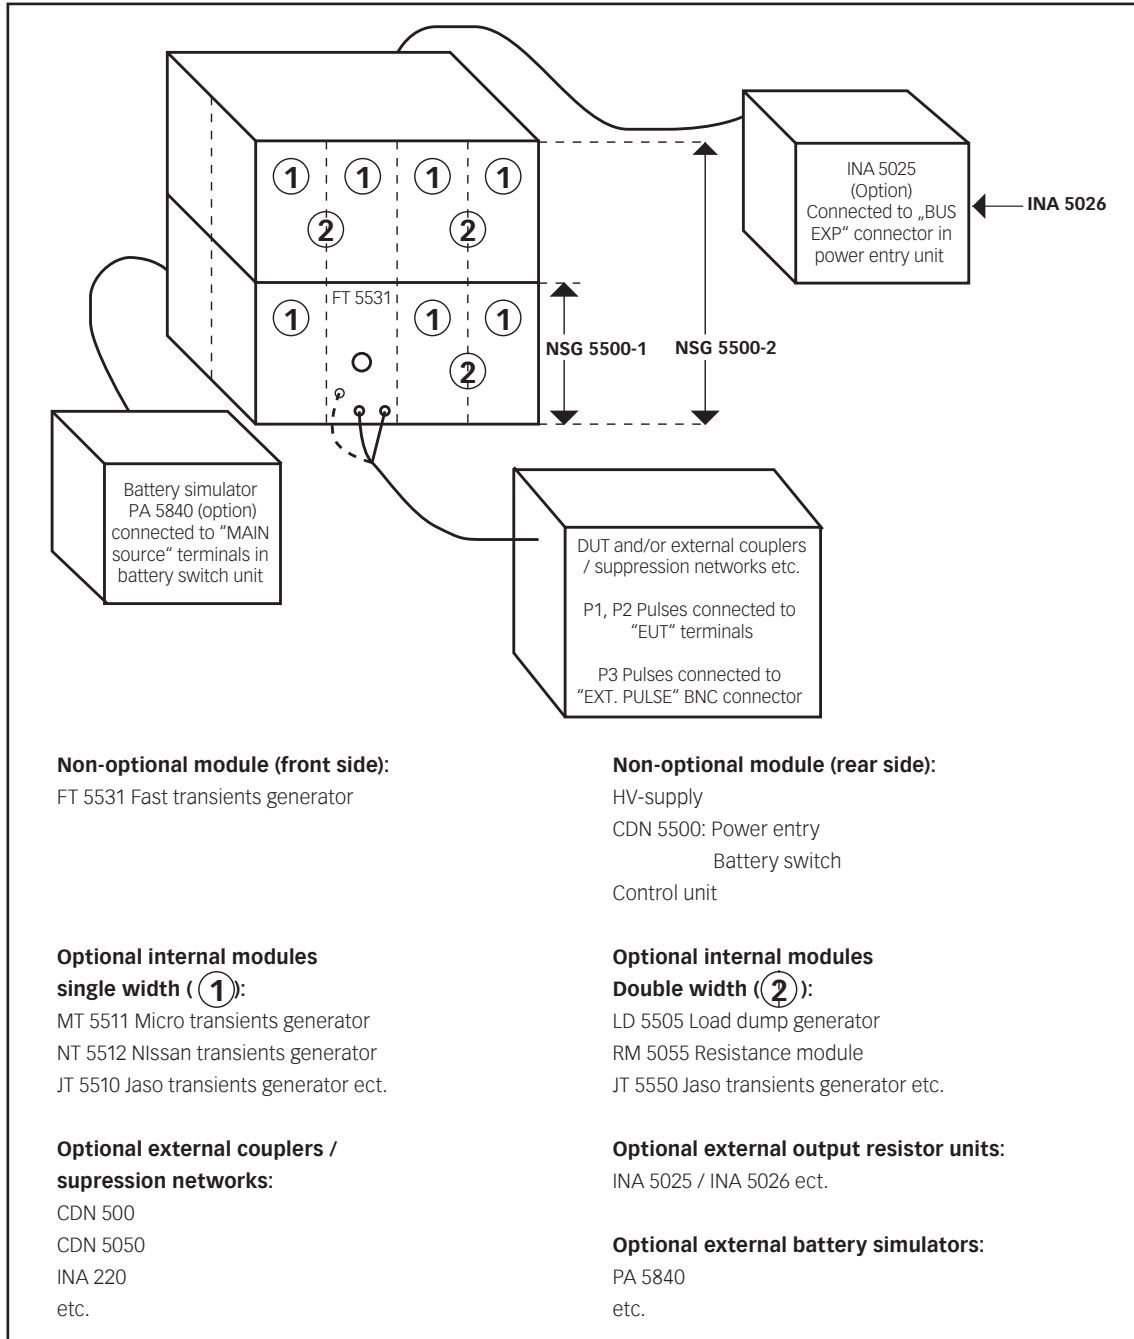 1 1 1 1
2 2
FT 5531
1 1 1
2
NSG 5500-1
NSG 5500-2
INA 5025
(Option)
Connected to „BUS
EXP“ connector in
power entry unit
INA 5026
Battery simulator
PA 5840 (option)
connected to “MAIN
source“ terminals in
battery switch unit
DUT and/or external couplers
/ suppression networks etc.
P1, P2 Pulses connected to
“EUT“ terminals
P3 Pulses connected to
“EXT. PULSE“ BNC connector
Non-optional module (front side):
FT 5531 Fast transients generator
Non-optional module (rear side):
HV-supply
CDN 5500: Power entry
Battery switch
Control unit
Optional internal modules
single width ( 1 ):
MT 5511 Micro transients generator
NT 5512 NIssan transients generator
JT 5510 Jaso transients generator ect.
Optional internal modules
Double width ( 2 ):
LD 5505 Load dump generator
RM 5055 Resistance module
JT 5550 Jaso transients generator etc.
Optional external couplers /
supression networks:
CDN 500
CDN 5050
INA 220
etc.
Optional external output resistor units:
INA 5025 / INA 5026 ect.
Optional external battery simulators:
PA 5840
etc.